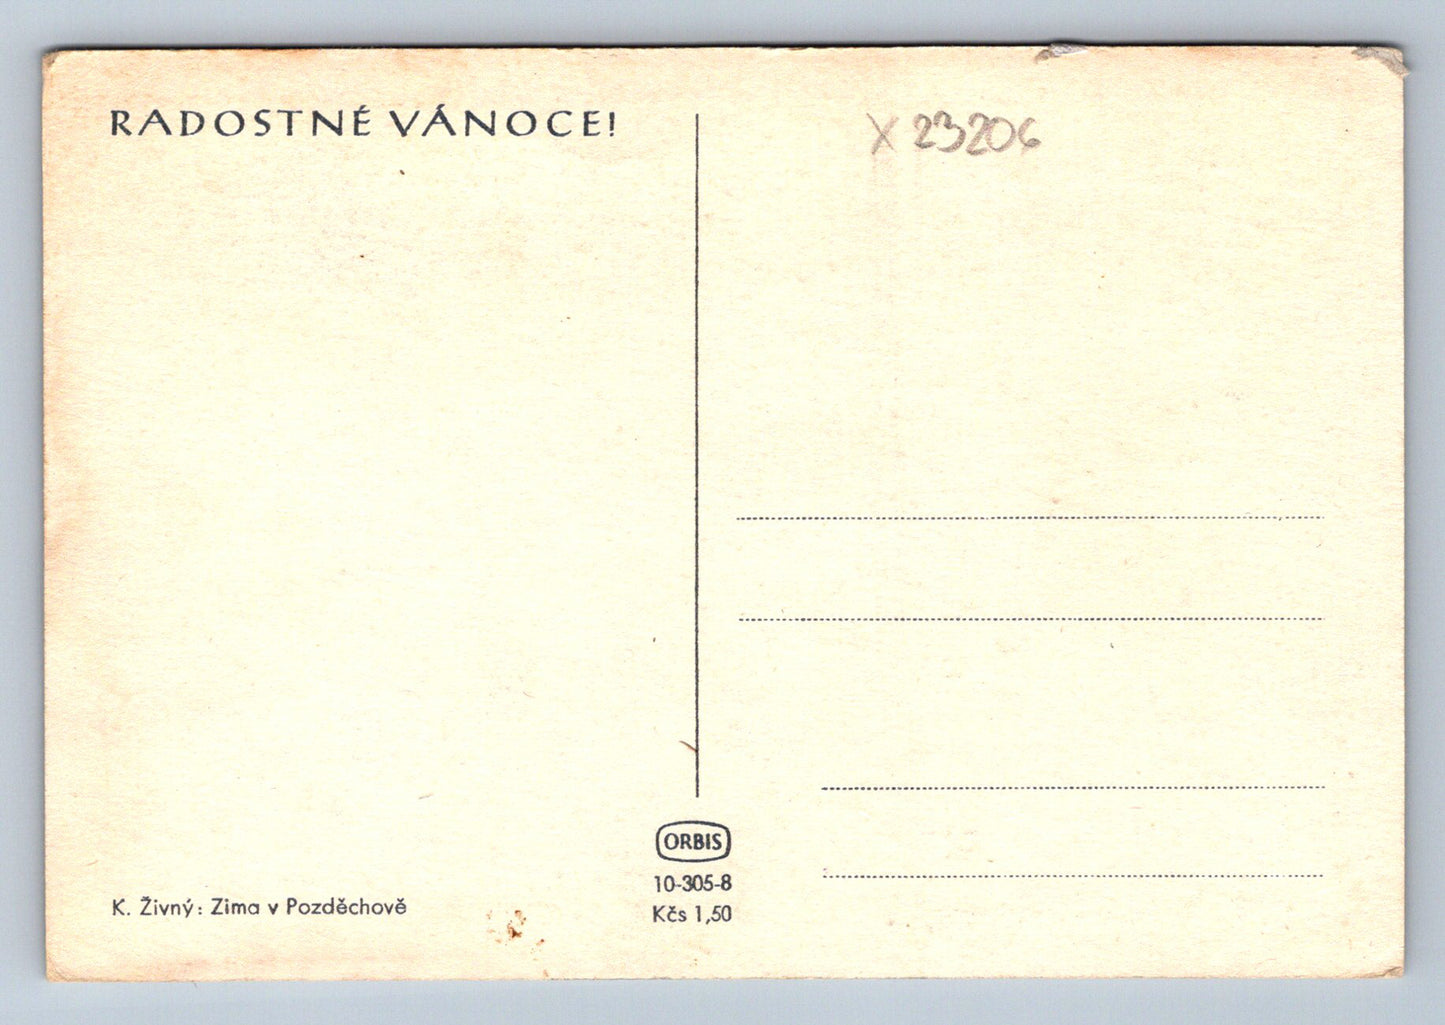 RADOSTNÉ VÁNOCE!
X 23206
ORBIS
10-305-8
Kčs 1,50
K. Živný: Zima v Pozděchově